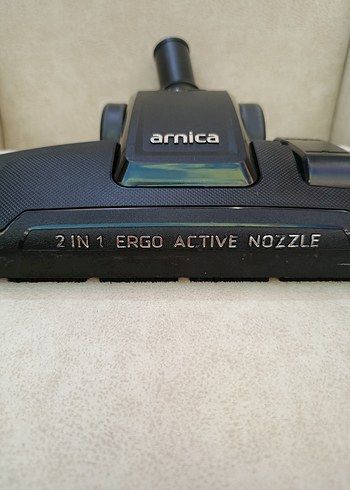 arnica
2 IN 1 ERGO ACTIVE NOZZLE